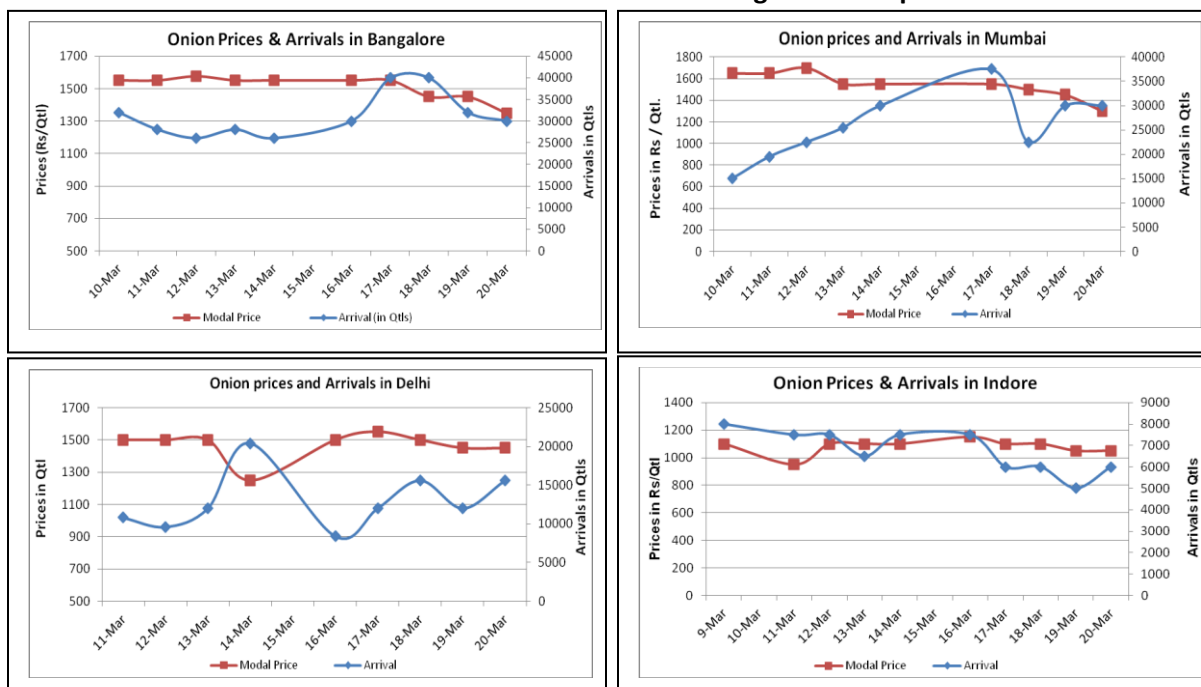 Onion Prices & Arrivals in Bangalore
Prices (Rs/Qtl)
1700
1500
1300
1100
900
700
500
45000
40000
35000
30000
25000
20000
15000
10000
5000
0
Arrivals in Qtls
10-Mar
11-Mar
12-Mar
13-Mar
14-Mar
15-Mar
16-Mar
17-Mar
18-Mar
19-Mar
20-Mar
Modal Price
Arrival (in Qtls)
Onion prices and Arrivals in Mumbai
Prices in Rs / Qtl.
1800
1600
1400
1200
1000
800
600
400
200
0
40000
35000
30000
25000
20000
15000
10000
5000
0
Arrivals in Qtls
10-Mar
11-Mar
12-Mar
13-Mar
14-Mar
15-Mar
16-Mar
17-Mar
18-Mar
19-Mar
20-Mar
Modal Price
Arrival
Onion prices and Arrivals in Delhi
Prices in Qtl
1700
1500
1300
1100
900
700
500
25000
20000
15000
10000
5000
0
Arrivals in Qtls
11-Mar
12-Mar
13-Mar
14-Mar
15-Mar
16-Mar
17-Mar
18-Mar
19-Mar
20-Mar
Modal Price
Arrival
Onion Prices & Arrivals in Indore
Prices in Rs/Qtl
1400
1200
1000
800
600
400
200
0
9000
8000
7000
6000
5000
4000
3000
2000
1000
0
Arrivals in Qtls
9-Mar
10-Mar
11-Mar
12-Mar
13-Mar
14-Mar
15-Mar
16-Mar
17-Mar
18-Mar
19-Mar
20-Mar
Modal Price
Arrival